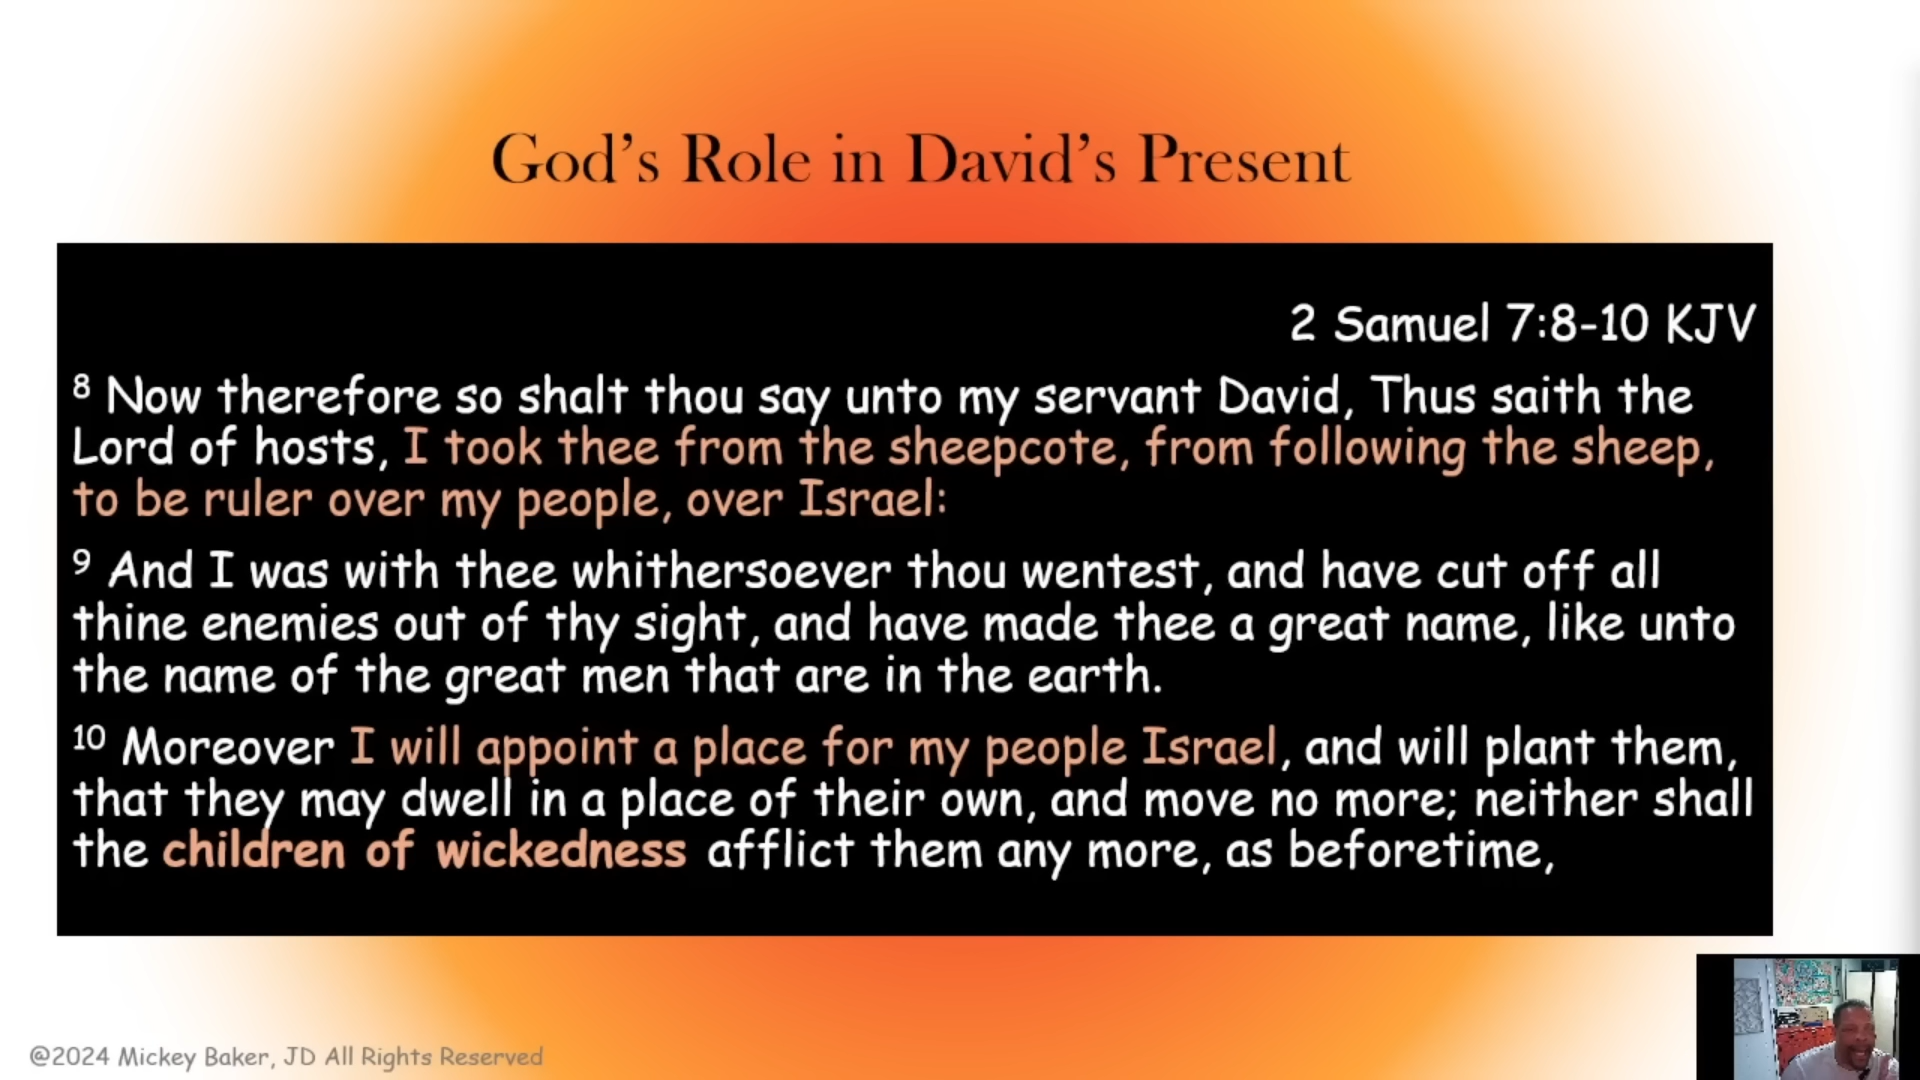 God’s Role in David’s Present
2 Samuel 7:8-10 KJV
8 Now therefore so shalt thou say unto my servant David, Thus saith the
Lord of hosts, I took thee from the sheepcote, from following the sheep,
to be ruler over my people, over Israel:
9 And I was with thee whithersoever thou wentest, and have cut off all
thine enemies out of thy sight, and have made thee a great name, like unto
the name of the great men that are in the earth.
10 Moreover I will appoint a place for my people Israel, and will plant them,
that they may dwell in a place of their own, and move no more; neither shall
the children of wickedness afflict them any more, as beforetime,
@2024 Mickey Baker, JD All Rights Reserved